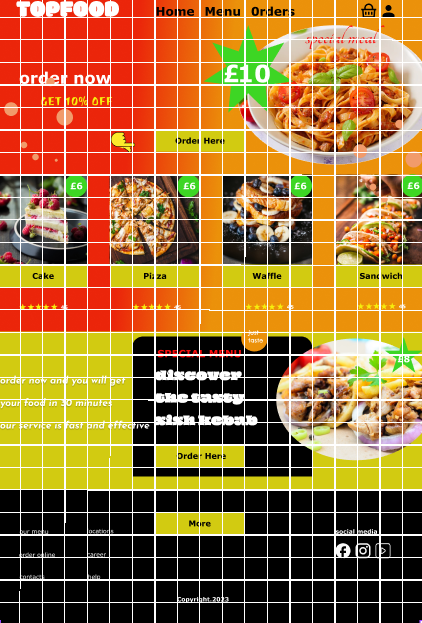 TOPFOOD
Home Menu Orders
special meal
£10
order now
GET 10% OFF
Order Here
£6 £6 £6 £6
Cake Pizza Waffle Sandwich
just
taste
SPECIAL MENU
£8
discover
order now and you will get
the tasty
your food in 30 minutes
xish kebab
our service is fast and effective
Order Here
More
our menu
locations
social media
order online
career
contacts
help
Copyright.2023